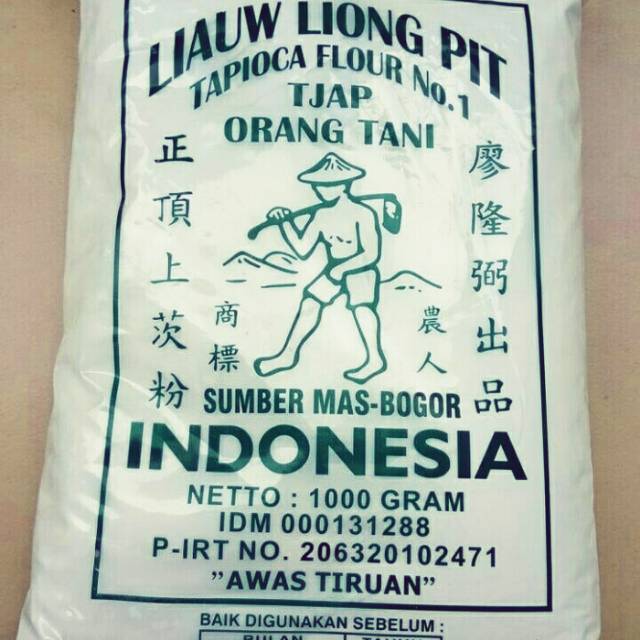 LIAUW LIONG PIT
TAPIOCA FLOUR No.1
TJAP
ORANG TANI
正頂上茨粉
廖隆弼出品
商標
農人
SUMBER MAS-BOGOR
INDONESIA
NETTO : 1000 GRAM
IDM 000131288
P-IRT NO. 206320102471
"AWAS TIRUAN"
BAIK DIGUNAKAN SEBELUM :
BULAN TAHUN